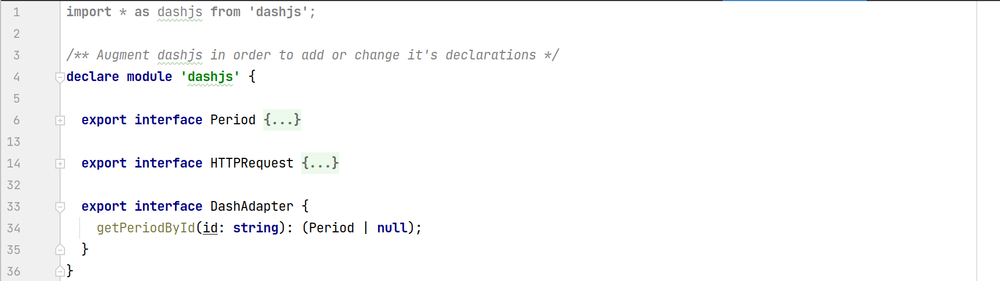 1 import * as dashjs from 'dashjs';
2
3 /** Augment dashjs in order to add or change it's declarations */
4 declare module 'dashjs' {
5
6 export interface Period {...}
13
14 export interface HTTPRequest {...}
32
33 export interface DashAdapter {
34 getPeriodById(id: string): (Period | null);
35 }
36 }